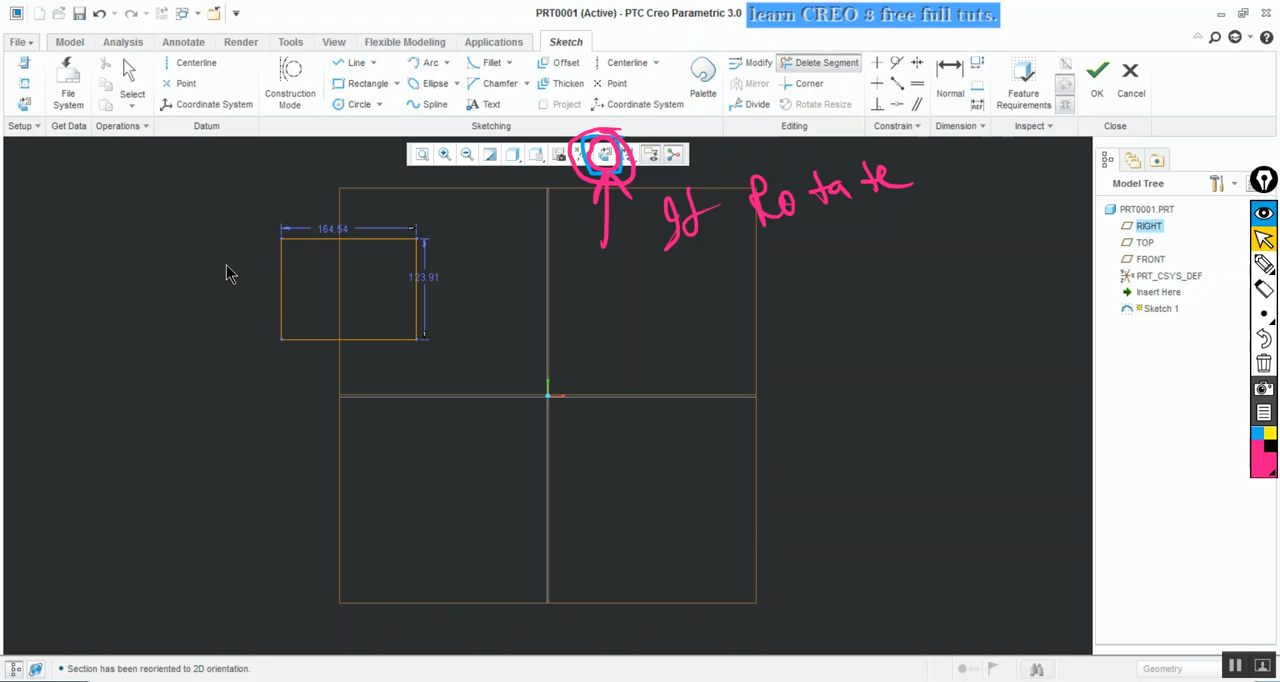 PRT0001 (Active) - PTC Creo Parametric 3.0
learn CREO 3 free full tuts.
File
Model
Analysis
Annotate
Render
Tools
View
Flexible Modeling
Applications
Sketch
Setup
File System
Get Data
Select
Operations
Centerline
Point
Coordinate System
Datum
Construction Mode
Line
Rectangle
Circle
Arc
Ellipse
Spline
Fillet
Chamfer
Text
Offset
Thicken
Project
Centerline
Point
Coordinate System
Palette
Sketching
Modify
Mirror
Divide
Delete Segment
Corner
Rotate Resize
Editing
Constrain
Normal
Dimension
Feature Requirements
Inspect
OK
Cancel
Close
If Rotate
164.54
123.91
Model Tree
PRT0001.PRT
RIGHT
TOP
FRONT
PRT_CSYS_DEF
Insert Here
Sketch 1
Section has been reoriented to 2D orientation.
Geometry